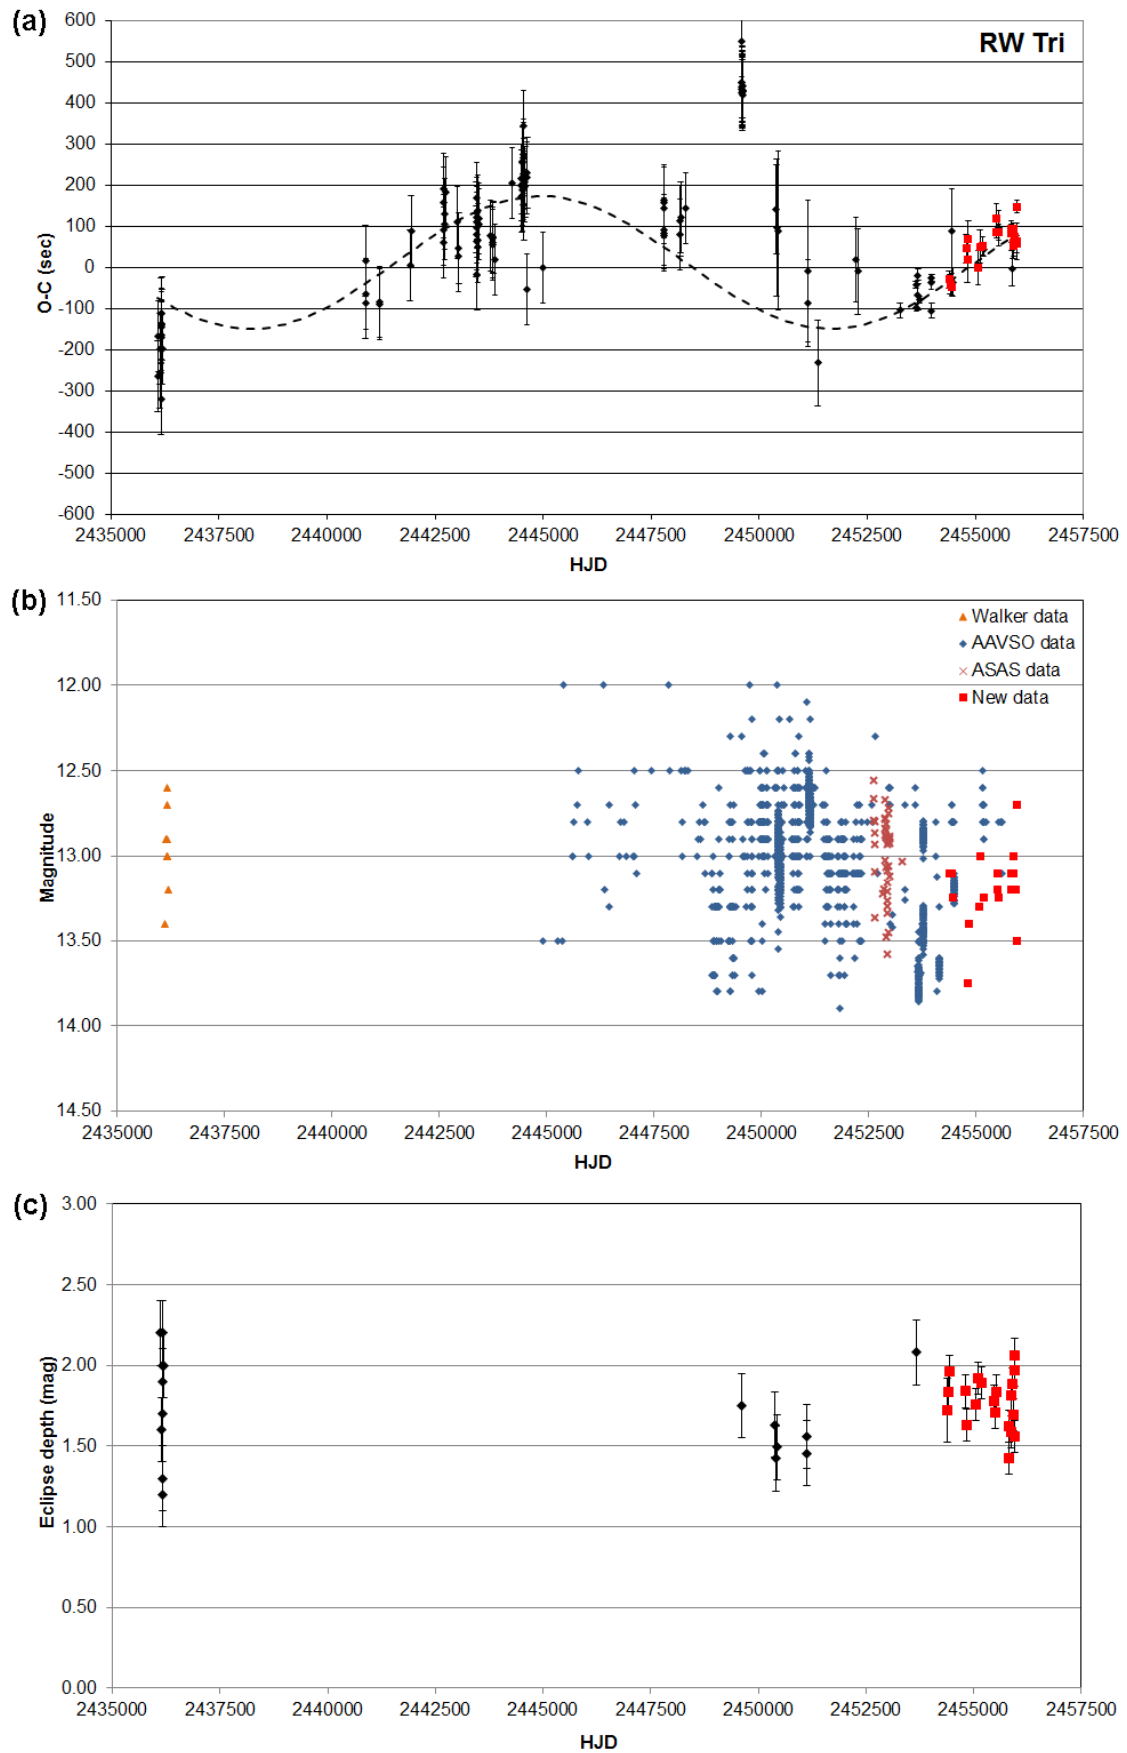 (a)
RW Tri
600
500
400
300
200
100
0
-100
-200
-300
-400
-500
-600
O-C (sec)
2435000 2437500 2440000 2442500 2445000 2447500 2450000 2452500 2455000 2457500
HJD
(b)
11.50
12.00
12.50
13.00
13.50
14.00
14.50
Magnitude
Walker data
AAVSO data
ASAS data
New data
2435000 2437500 2440000 2442500 2445000 2447500 2450000 2452500 2455000 2457500
HJD
(c)
3.00
2.50
2.00
1.50
1.00
0.50
0.00
Eclipse depth (mag)
2435000 2437500 2440000 2442500 2445000 2447500 2450000 2452500 2455000 2457500
HJD